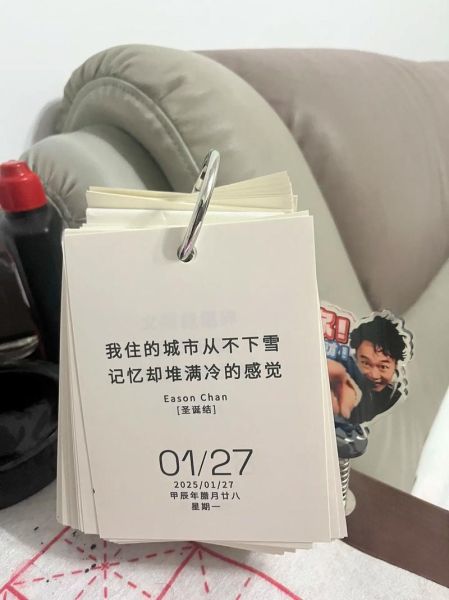 我住的城市从不下雪
记忆却堆满冷的感觉
Eason Chan
[圣诞结]
01/27
2025/01/27
甲辰年腊月廿八
星期一